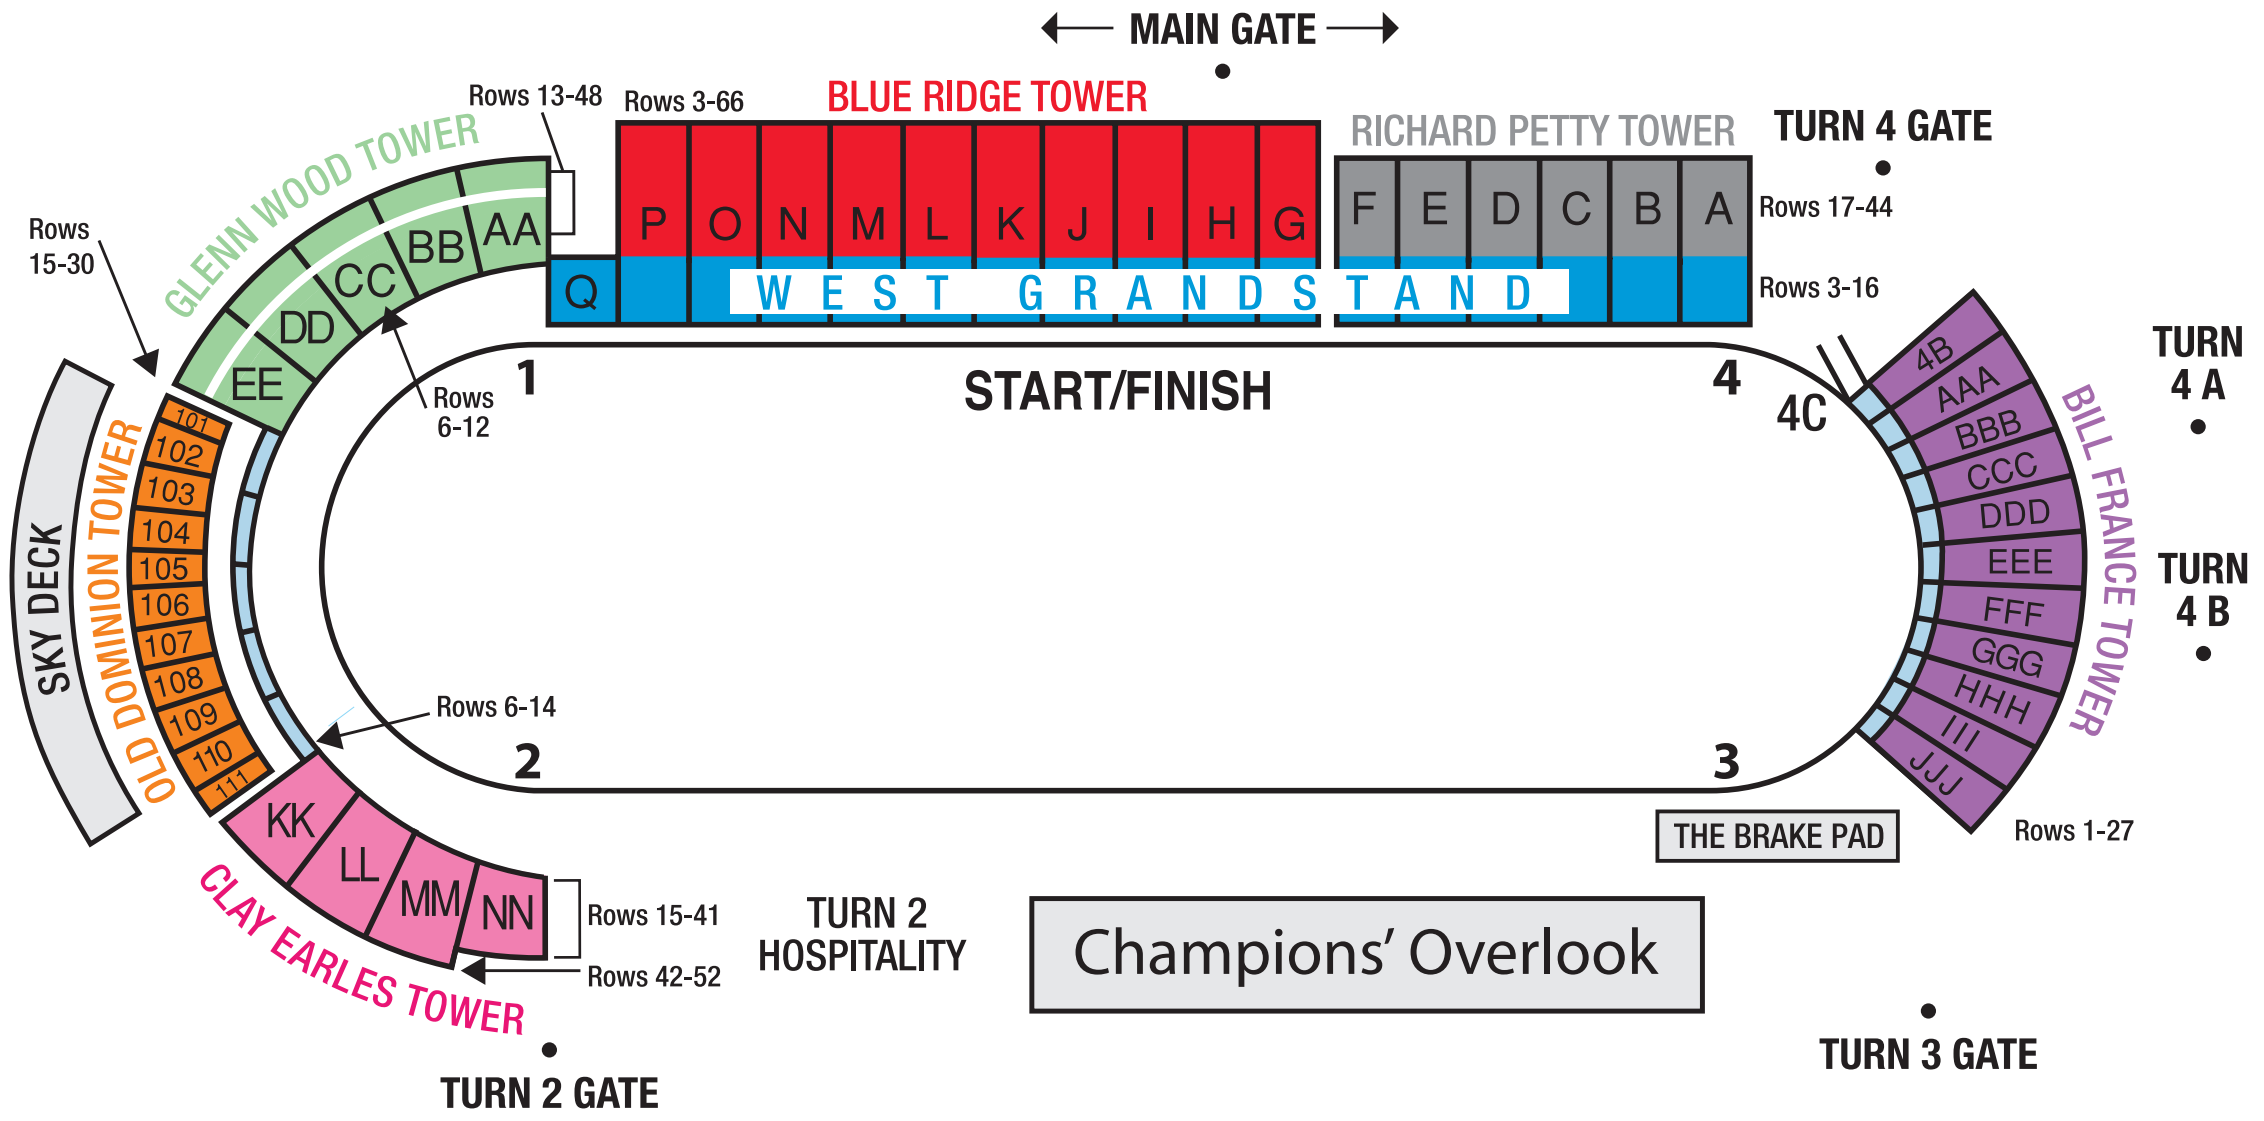 MAIN GATE
Rows 13-48
Rows 3-66
BLUE RIDGE TOWER
RICHARD PETTY TOWER
TURN 4 GATE
GLENN WOOD TOWER
Rows
15-30
AA
BB
CC
DD
EE
P
O
N
M
L
K
J
I
H
G
F
E
D
C
B
A
Rows 17-44
Q
WEST GRANDSTAND
Rows 3-16
1
START/FINISH
4
4C
Rows
6-12
TURN
4 A
TURN
4 B
SKY DECK
OLD DOMINION TOWER
101
102
103
104
105
106
107
108
109
110
111
4B
AAA
BBB
CCC
DDD
EEE
FFF
GGG
HHH
III
JJJ
BILL FRANCE TOWER
Rows 6-14
2
3
THE BRAKE PAD
Rows 1-27
KK
LL
MM
NN
CLAY EARLES TOWER
Rows 15-41
Rows 42-52
TURN 2
HOSPITALITY
Champions’ Overlook
TURN 2 GATE
TURN 3 GATE